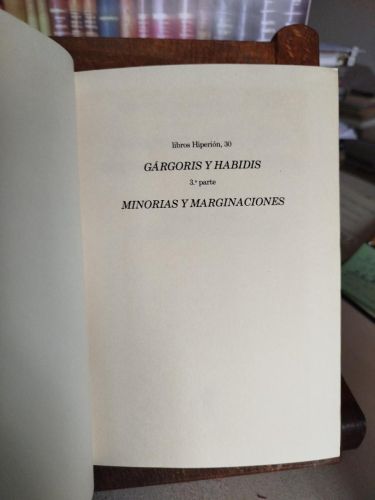 libros Hiperión, 30
GÁRGORIS Y HABIDIS
3.ª parte
MINORIAS Y MARGINACIONES